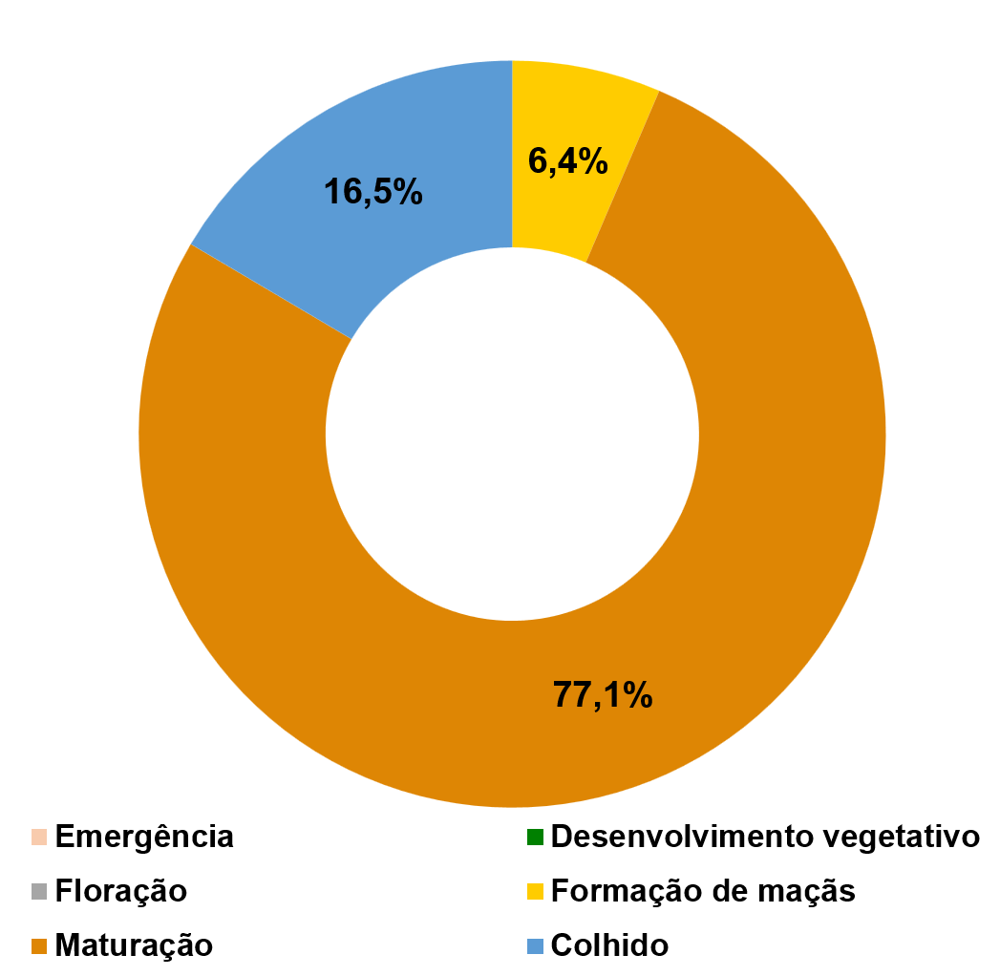 6,4%
16,5%
77,1%
Emergência
Desenvolvimento vegetativo
Floração
Formação de maçãs
Maturação
Colhido